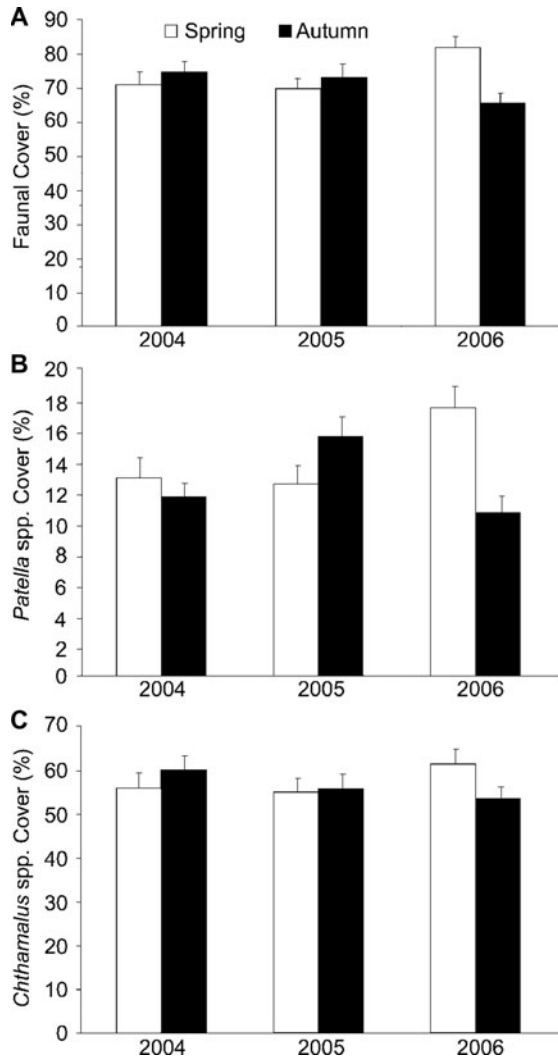 A
Spring Autumn
Faunal Cover (%)
90
80
70
60
50
40
30
20
10
0
2004 2005 2006
B
Patella spp. Cover (%)
20
18
16
14
12
10
8
6
4
2
0
2004 2005 2006
C
Chthamalus spp. Cover (%)
70
60
50
40
30
20
10
0
2004 2005 2006